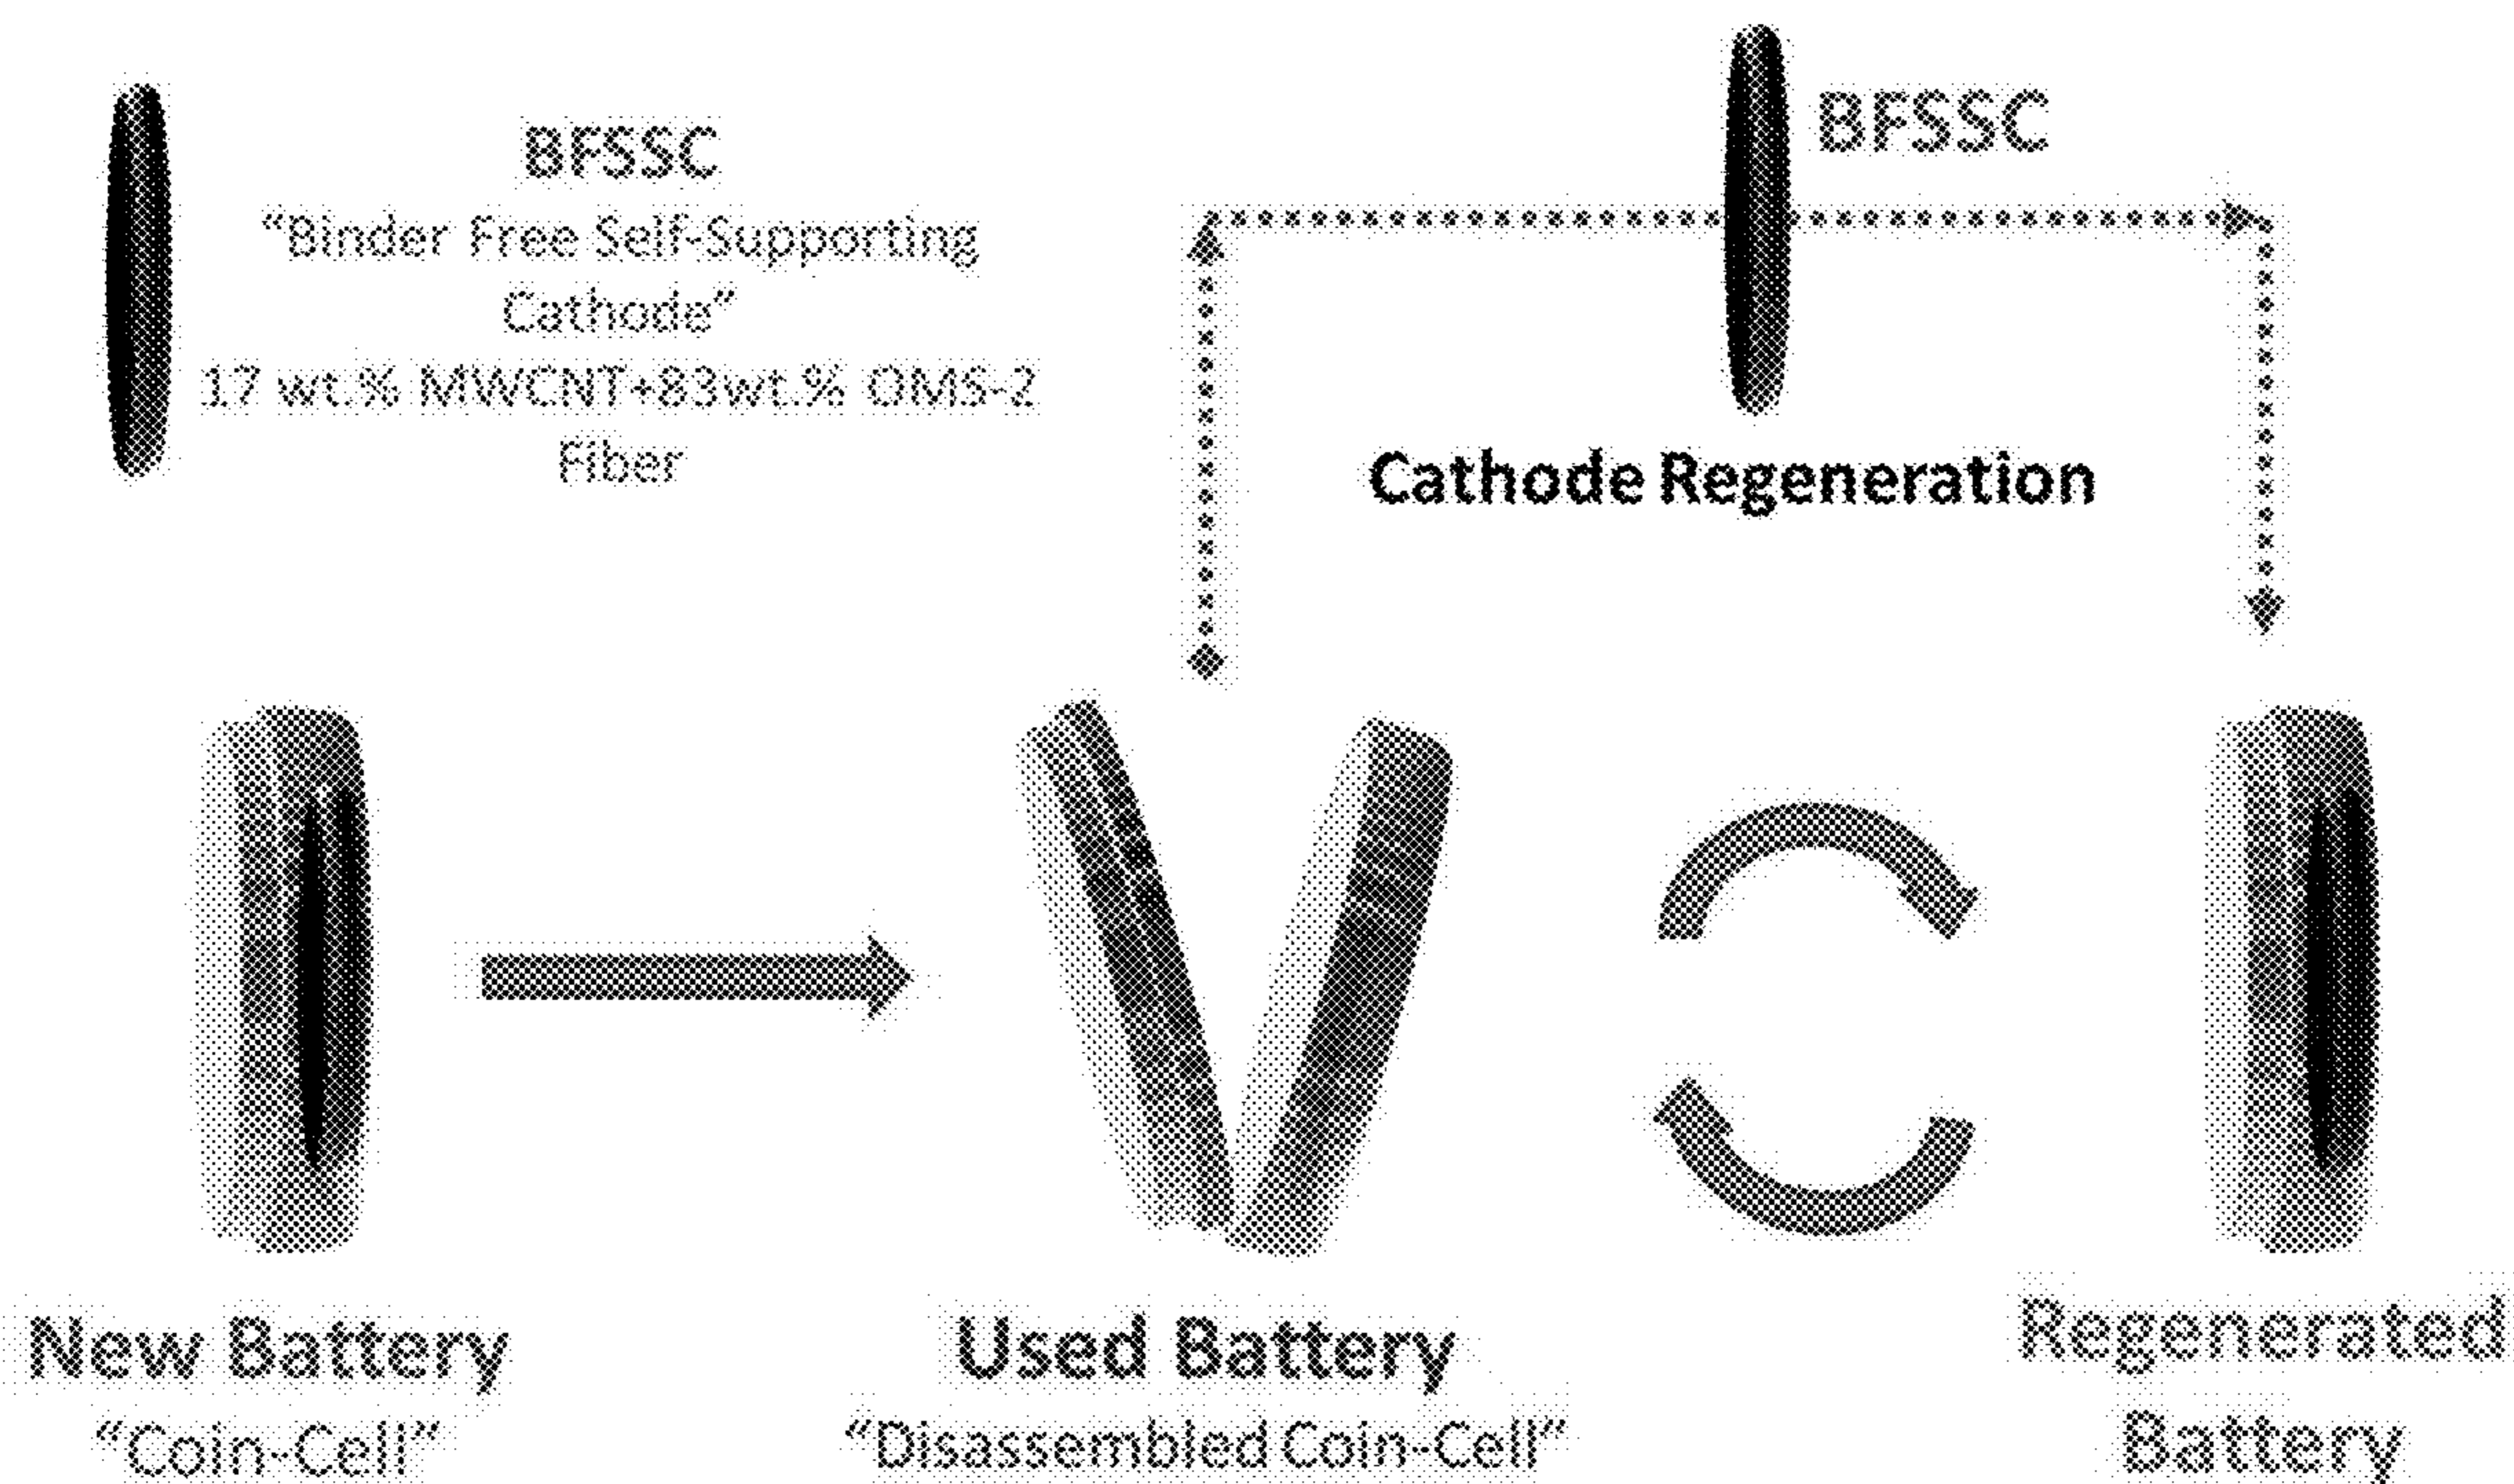 BFSSC
“Binder Free Self-Supporting
Cathode”
17 wt.% MWCNT+83wt.% OMS-2
Fiber
BFSSC
Cathode Regeneration
New Battery
“Coin-Cell”
Used Battery
“Disassembled Coin-Cell”
Regenerated
Battery